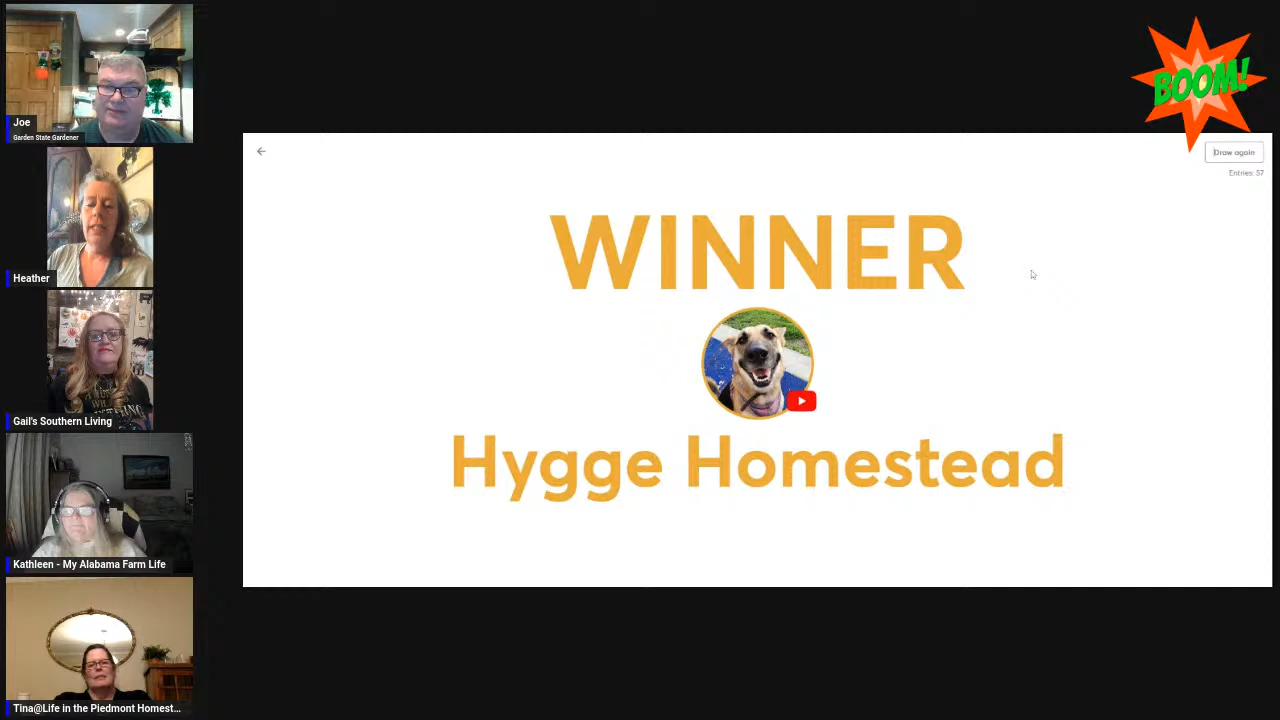 Joe
Garden State Gardener
Heather
Gail's Southern Living
Kathleen - My Alabama Farm Life
Tina@Life in the Piedmont Homest...
BOOM!
Draw again
Entries: 57
WINNER
Hygge Homestead